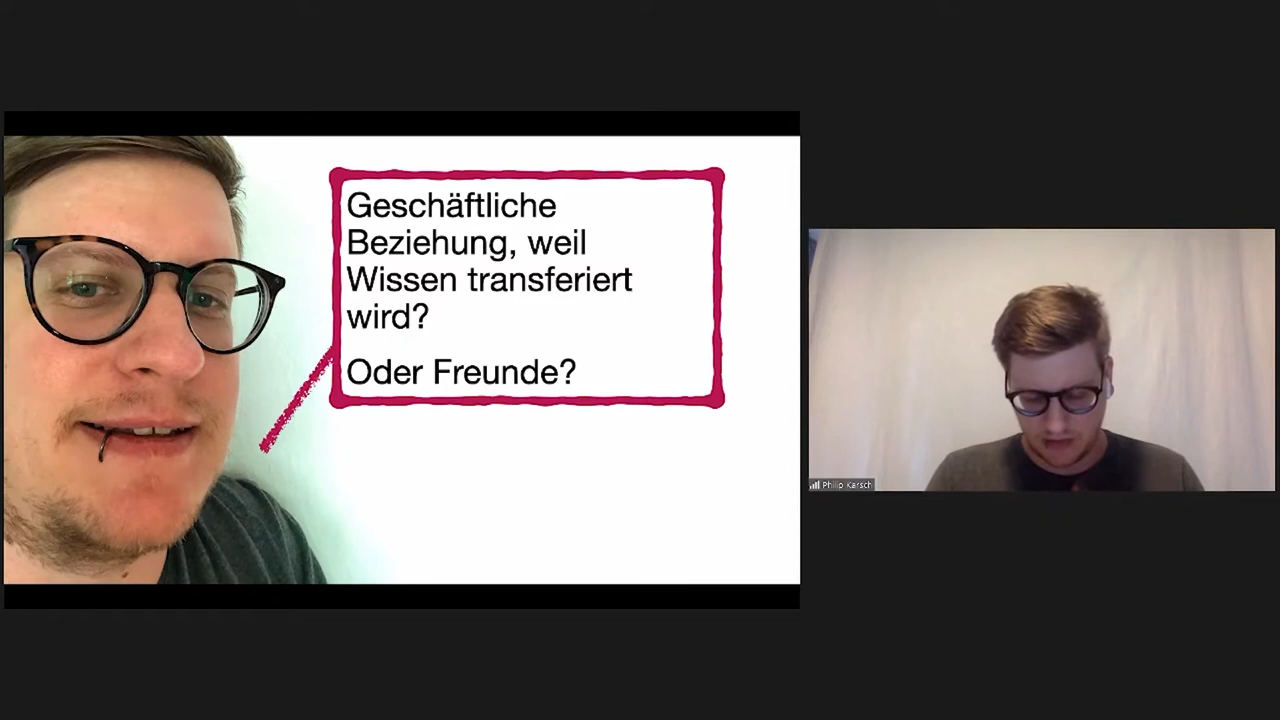 Geschäftliche
Beziehung, weil
Wissen transferiert
wird?
Oder Freunde?
Philip Karsch